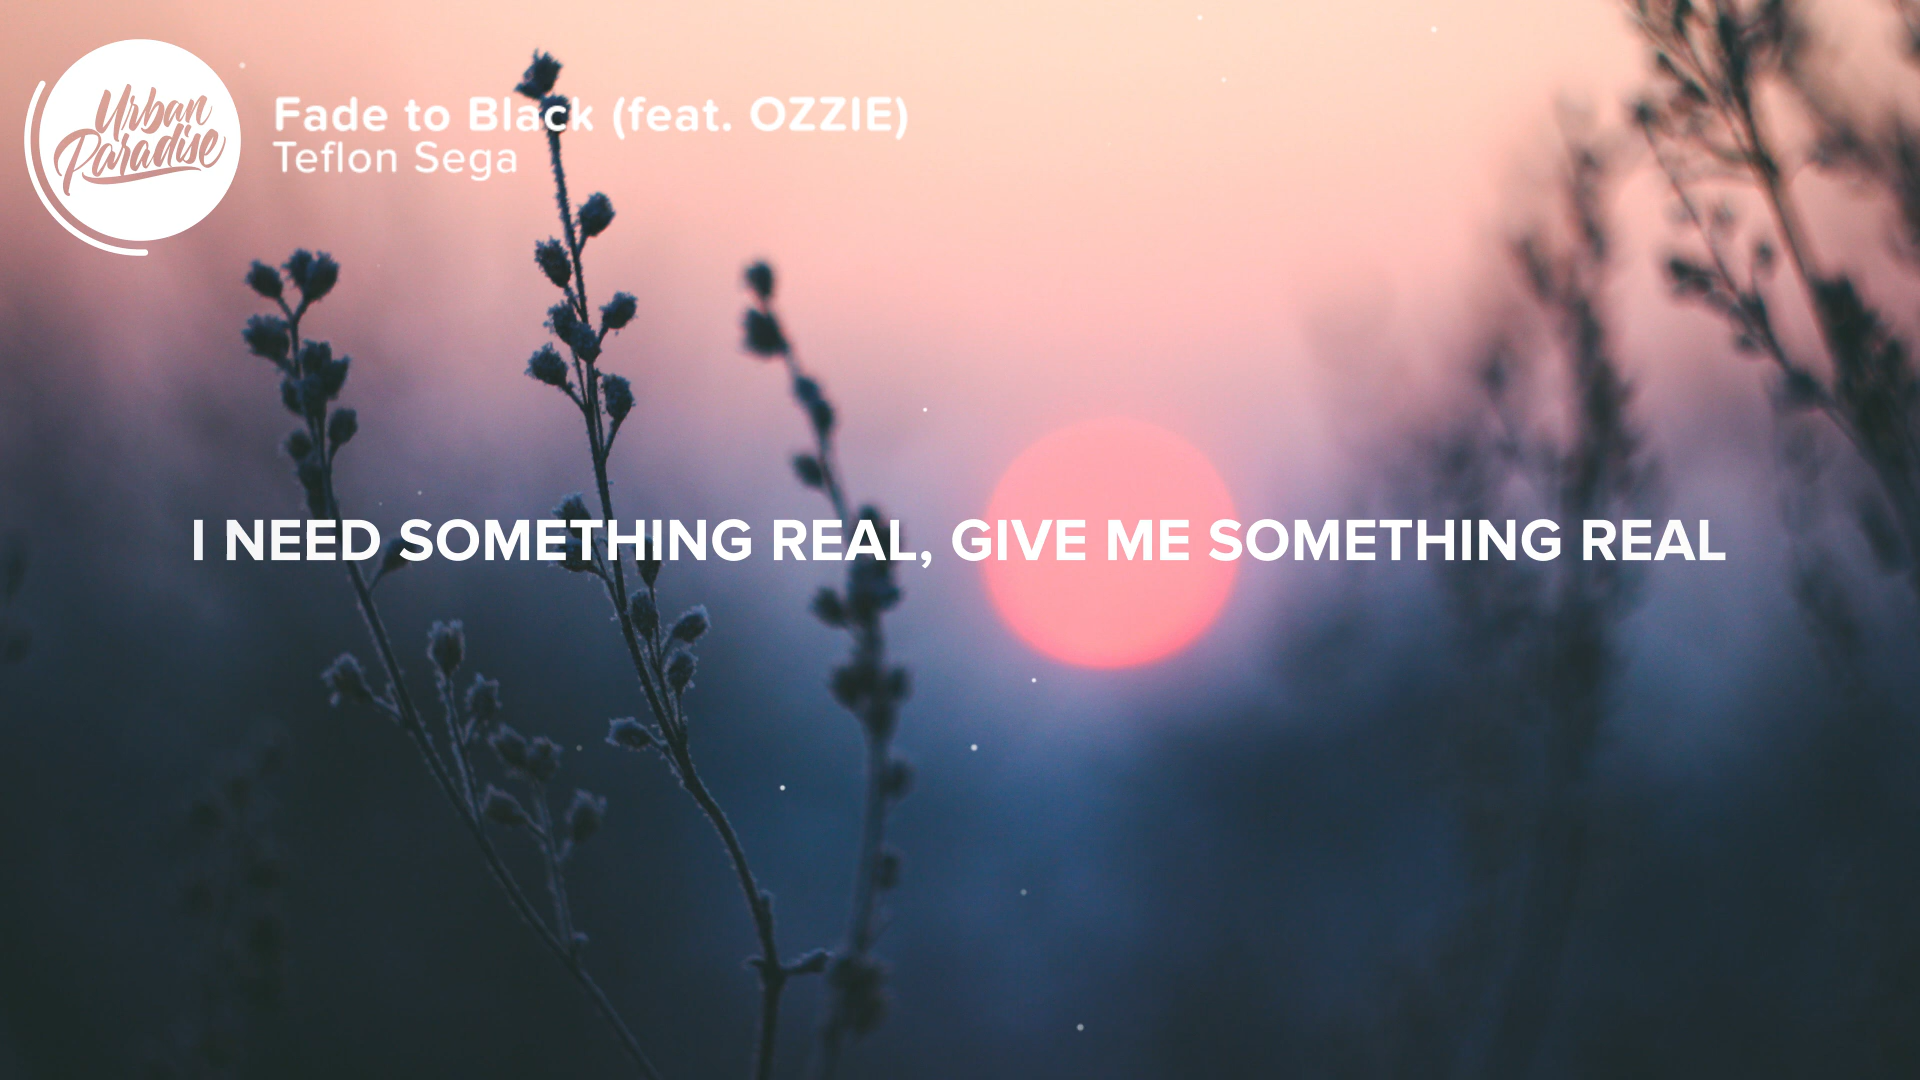 Urban
Paradise
Fade to Black (feat. OZZIE)
Teflon Sega
I NEED SOMETHING REAL, GIVE ME SOMETHING REAL